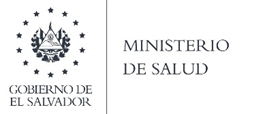 MINISTERIO
DE SALUD
GOBIERNO DE
EL SALVADOR